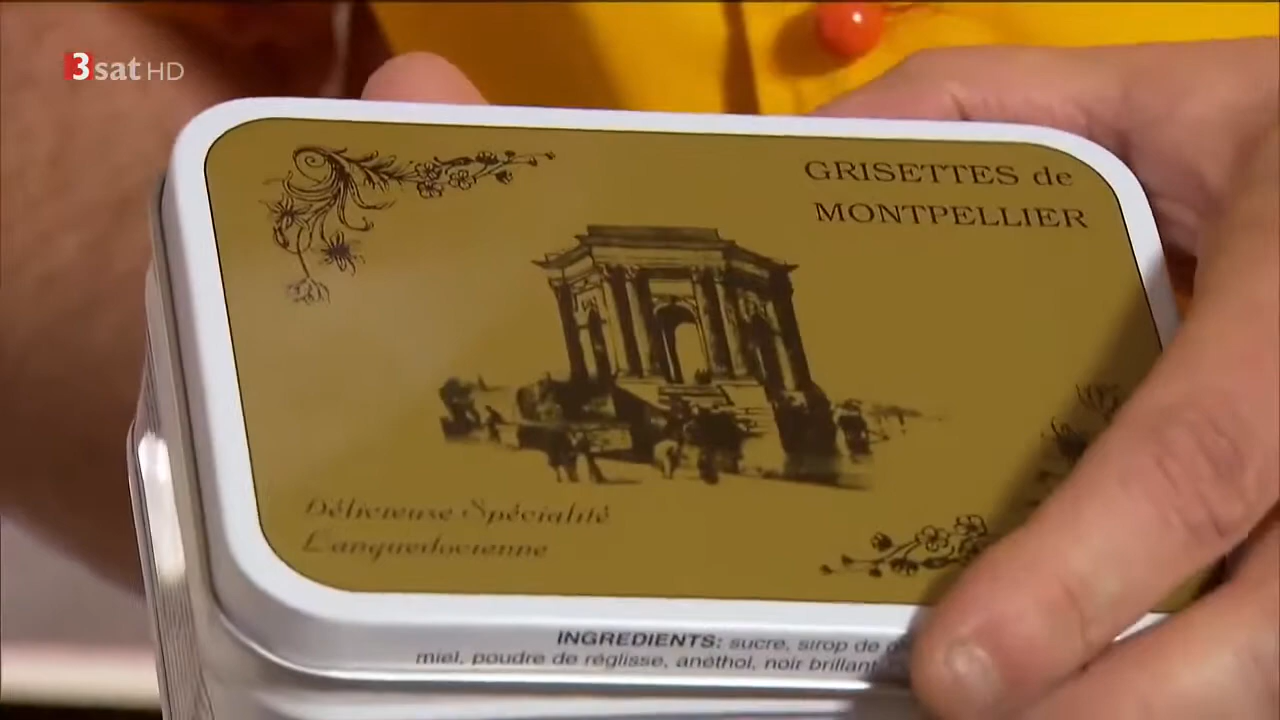 3sat HD
GRISETTES de
MONTPELLIER
Délicieuse Spécialité
Languedocienne
INGREDIENTS: sucre, sirop de
miel, poudre de réglisse, anéthol, noir brillant